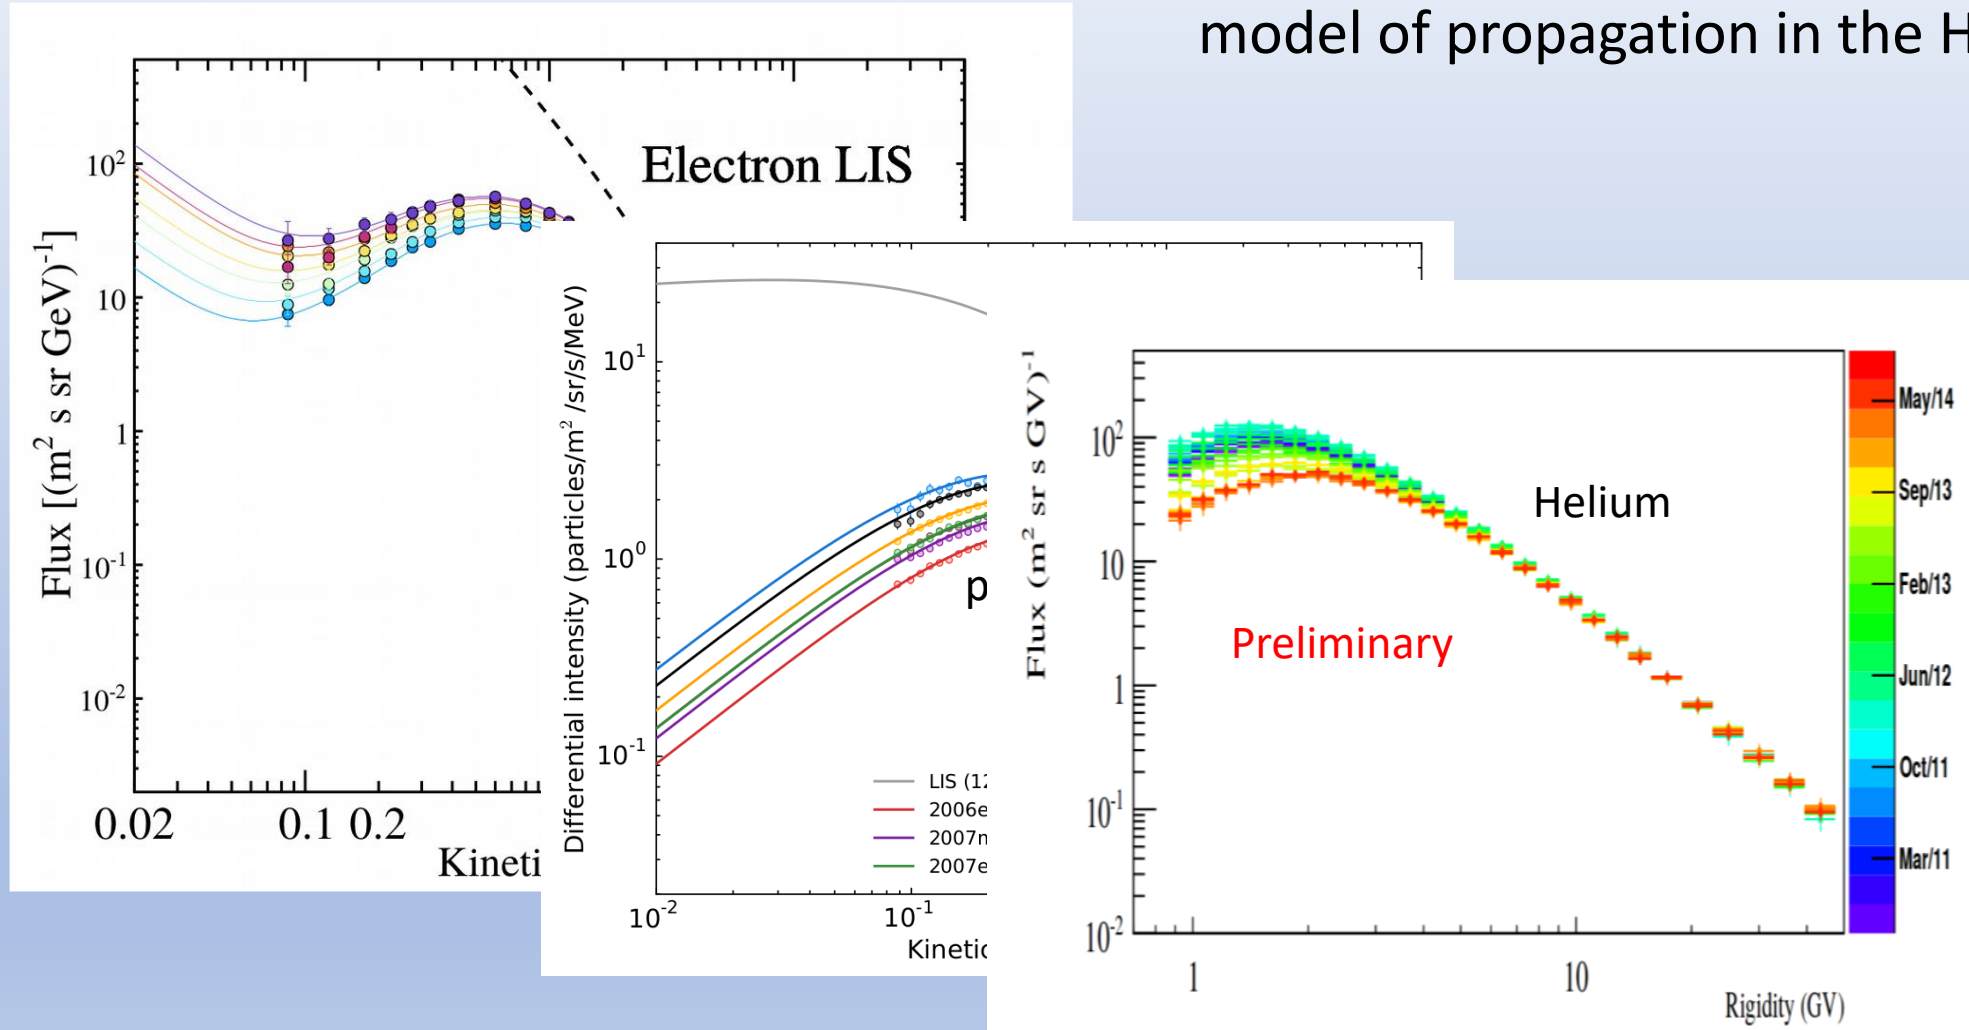 model of propagation in the H
Electron LIS
Flux [(m² s sr GeV)⁻¹]
10²
10
1
10⁻¹
10⁻²
0.02
0.1
0.2
Kineti
Differential intensity (particles/m² /sr/s/MeV)
10¹
10⁰
10⁻¹
p
LIS (12
2006e
2007n
2007e
10⁻²
10⁻¹
Kinetic
Flux (m² sr s GV)⁻¹
10²
10
1
10⁻¹
10⁻²
Helium
Preliminary
1
10
Rigidity (GV)
May/14
Sep/13
Feb/13
Jun/12
Oct/11
Mar/11